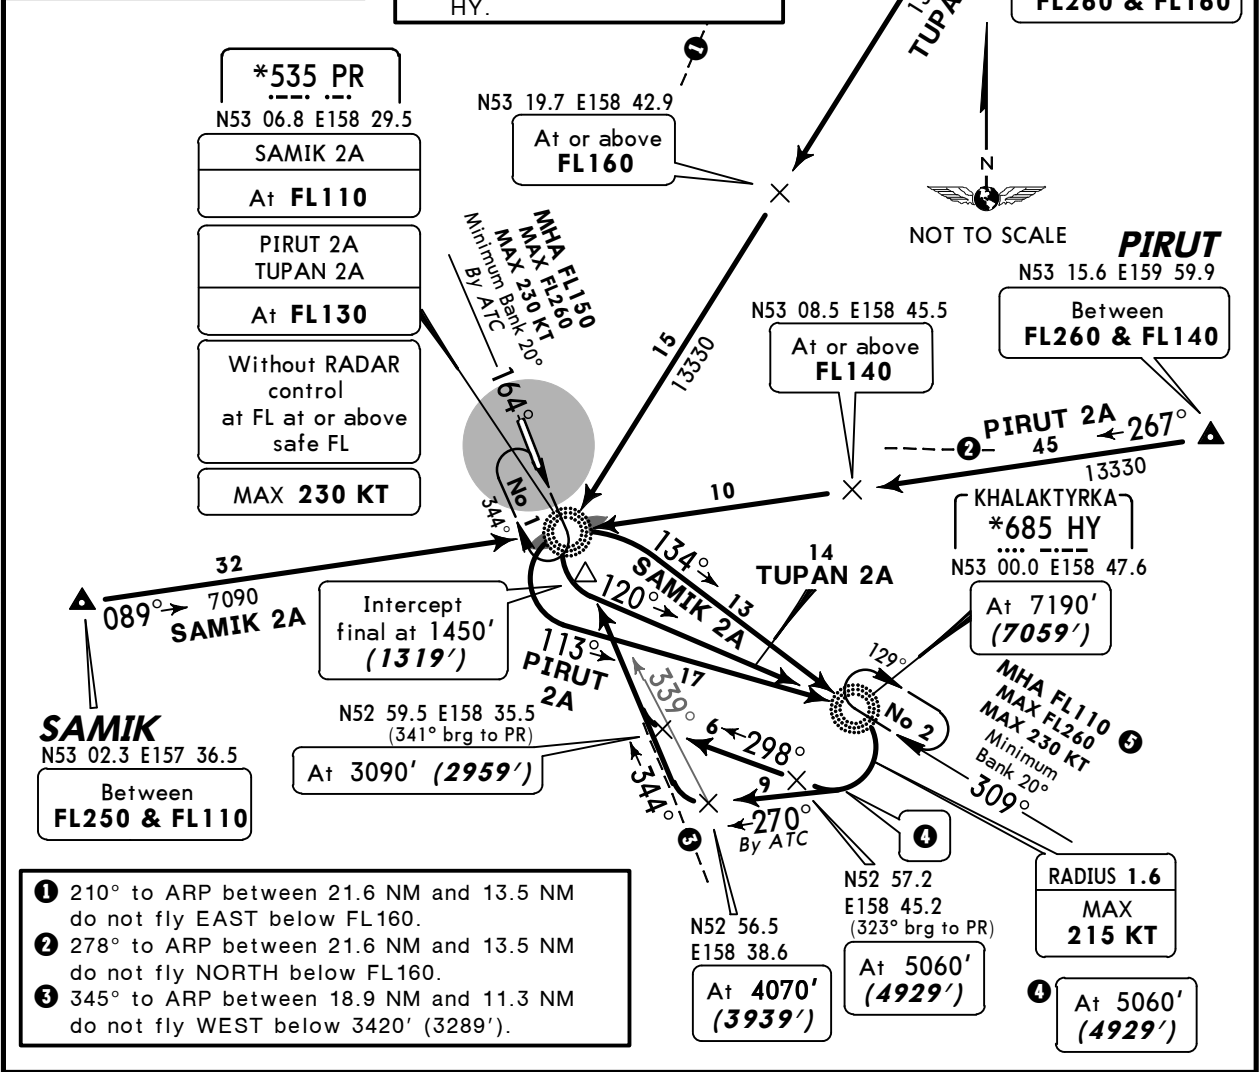 HY.
FL260 & FL160
TUPA
*535 PR
N53 06.8 E158 29.5
SAMIK 2A
At FL110
PIRUT 2A
TUPAN 2A
At FL130
Without RADAR
control
at FL at or above
safe FL
MAX 230 KT
1
N53 19.7 E158 42.9
At or above
FL160
MHA FL150
MAX FL260
MAX 230 KT
Minimum Bank 20°
By ATC
164°
No 1
344°
15
13330
N
NOT TO SCALE
PIRUT
N53 15.6 E159 59.9
Between
FL260 & FL140
N53 08.5 E158 45.5
At or above
FL140
PIRUT 2A
267°
2
45
13330
10
KHALAKTYRKA
*685 HY
N53 00.0 E158 47.6
At 7190'
(7059')
32
089°
7090
SAMIK 2A
Intercept
final at 1450'
(1319')
134°
SAMIK 2A
13
14
TUPAN 2A
120°
113°
PIRUT
2A
17
339°
129°
No 2
MHA FL110
MAX FL260
MAX 230 KT
Minimum
Bank 20°
5
309°
SAMIK
N53 02.3 E157 36.5
Between
FL250 & FL110
N52 59.5 E158 35.5
(341° brg to PR)
At 3090' (2959')
6
298°
9
270°
By ATC
344°
3
4
RADIUS 1.6
MAX
215 KT
N52 57.2
E158 45.2
(323° brg to PR)
At 5060'
(4929')
N52 56.5
E158 38.6
At 4070'
(3939')
4
At 5060'
(4929')
1 210° to ARP between 21.6 NM and 13.5 NM
do not fly EAST below FL160.
2 278° to ARP between 21.6 NM and 13.5 NM
do not fly NORTH below FL160.
3 345° to ARP between 18.9 NM and 11.3 NM
do not fly WEST below 3420' (3289').